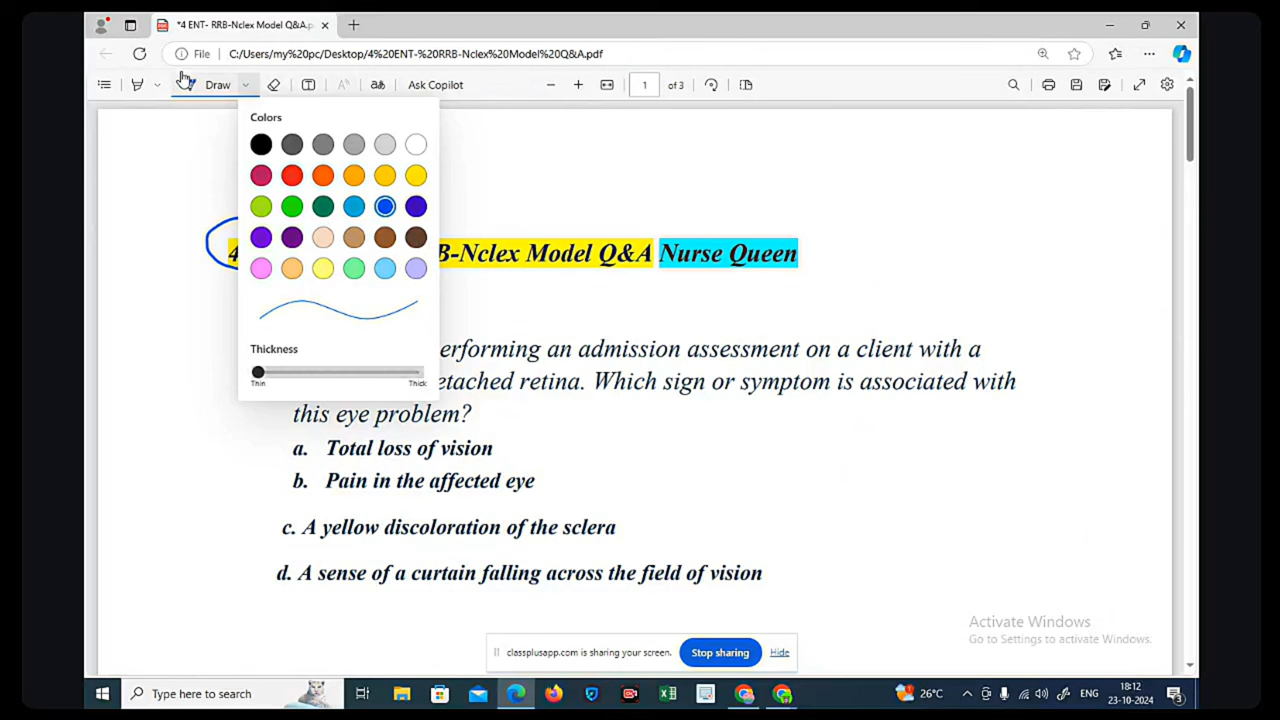 *4 ENT- RRB-Nclex Model Q&A.p
File C:/Users/my%20pc/Desktop/4%20ENT-%20RRB-Nclex%20Model%20Q&A.pdf
Draw Ask Copilot 1 of 3
Colors
Thickness
Thin Thick
4 B-Nclex Model Q&A Nurse Queen
erforming an admission assessment on a client with a
etached retina. Which sign or symptom is associated with
this eye problem?
a. Total loss of vision
b. Pain in the affected eye
c. A yellow discoloration of the sclera
d. A sense of a curtain falling across the field of vision
Activate Windows
Go to Settings to activate Windows.
classplusapp.com is sharing your screen. Stop sharing Hide
Type here to search 26°C ENG 18:12
23-10-2024 3